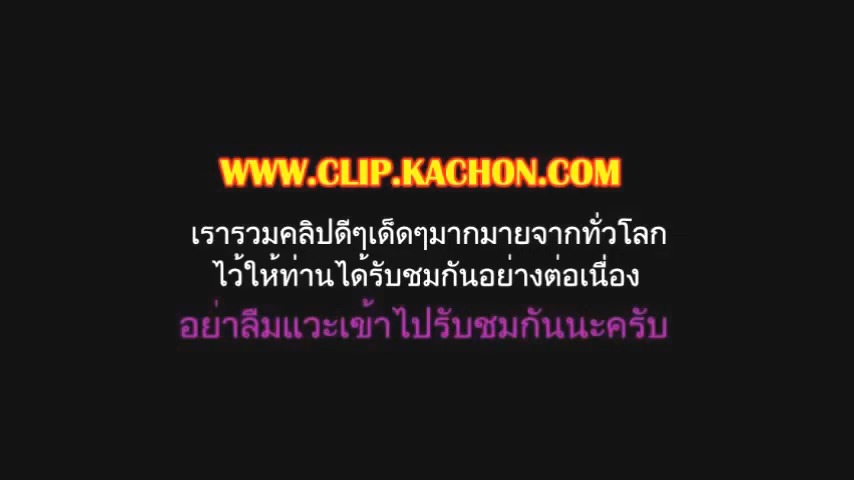 WWW.CLIP.KACHON.COM
เรารวมคลิปดีๆเด็ดๆมากมายจากทั่วโลก
ไว้ให้ท่านได้รับชมกันอย่างต่อเนื่อง
อย่าลืมแวะเข้าไปรับชมกันนะครับ